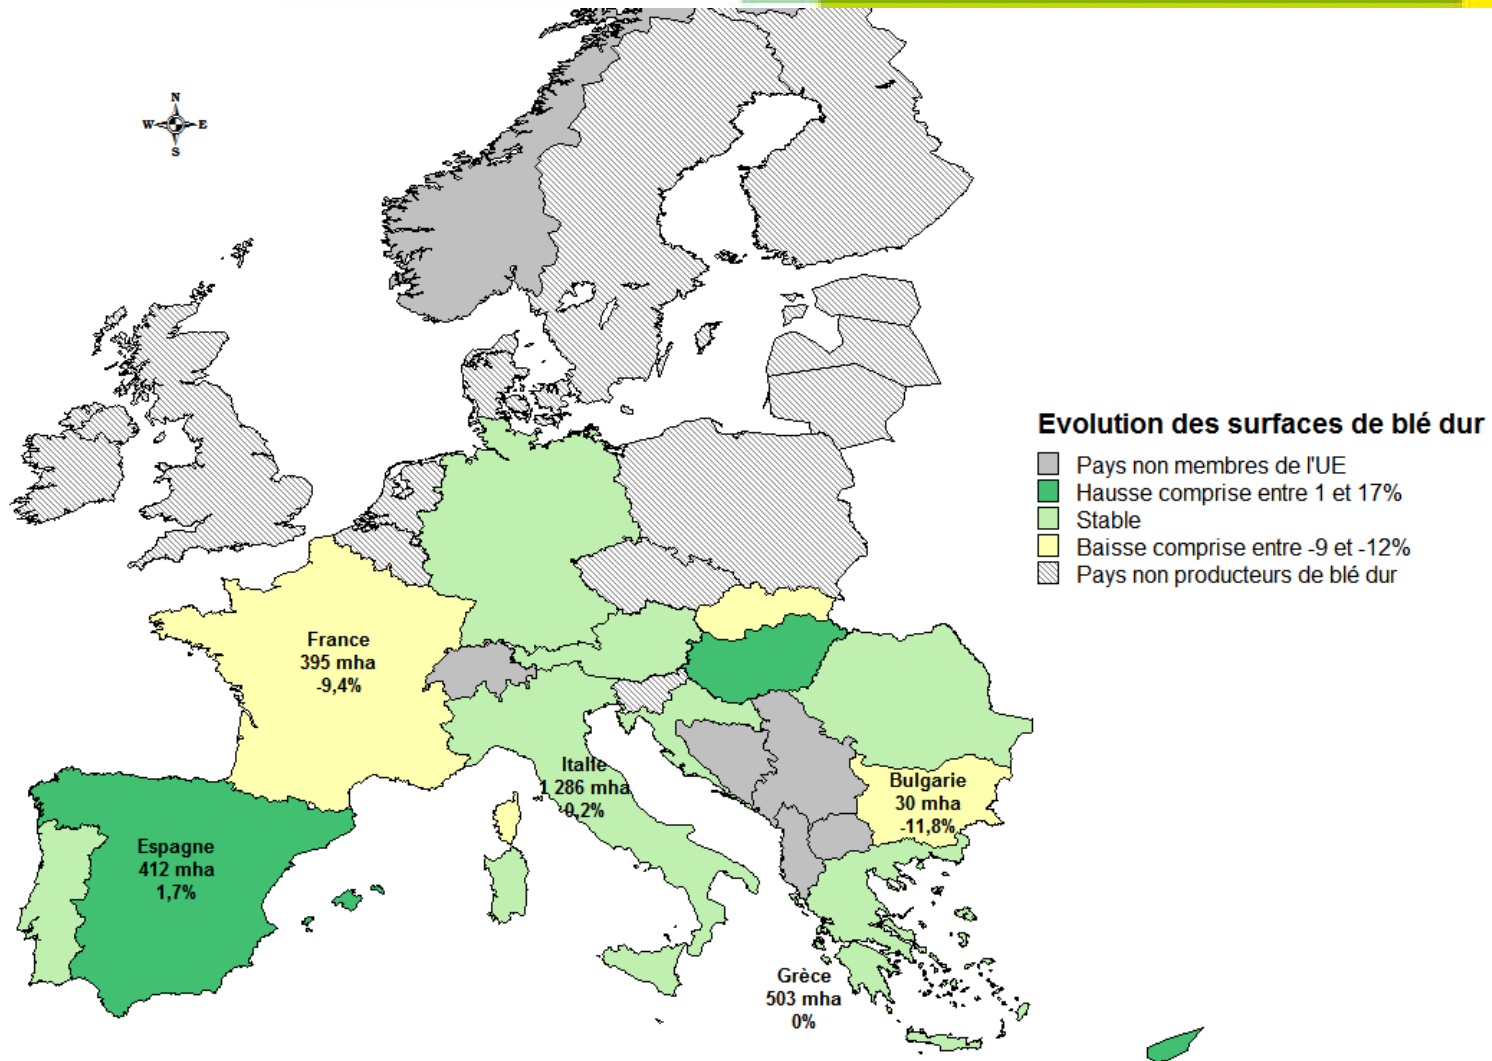 N
W E
S
Evolution des surfaces de blé dur
Pays non membres de l'UE
Hausse comprise entre 1 et 17%
Stable
Baisse comprise entre -9 et -12%
Pays non producteurs de blé dur
France
395 mha
-9,4%
Italie
1 286 mha
0,2%
Bulgarie
30 mha
-11,8%
Espagne
412 mha
1,7%
Grèce
503 mha
0%